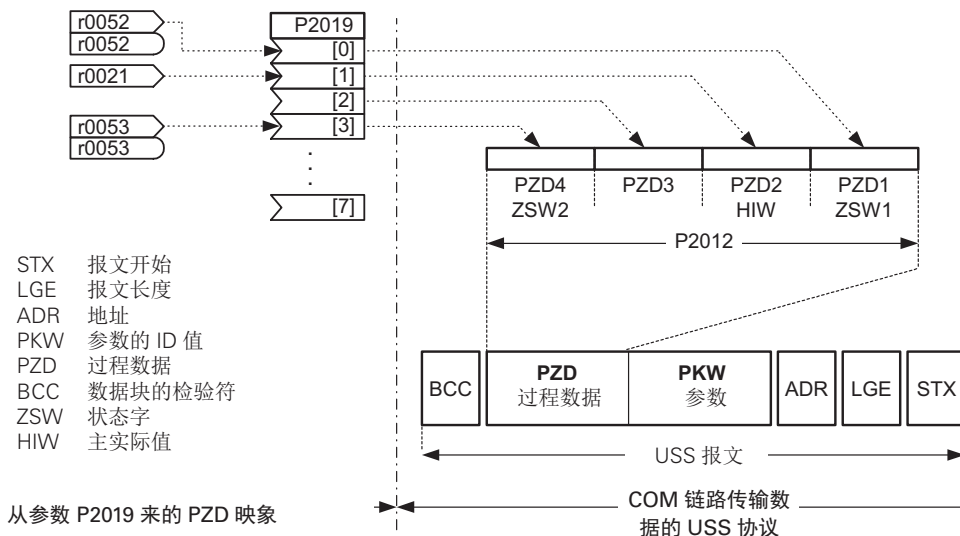 r0052
r0052
r0021
r0053
r0053
P2019
[0]
[1]
[2]
[3]
[7]
PZD4
ZSW2
PZD3
PZD2
HIW
PZD1
ZSW1
P2012
STX 报文开始
LGE 报文长度
ADR 地址
PKW 参数的 ID 值
PZD 过程数据
BCC 数据块的检验符
ZSW 状态字
HIW 主实际值
BCC
PZD
过程数据
PKW
参数
ADR
LGE
STX
USS 报文
从参数 P2019 来的 PZD 映象
COM 链路传输数
据的 USS 协议